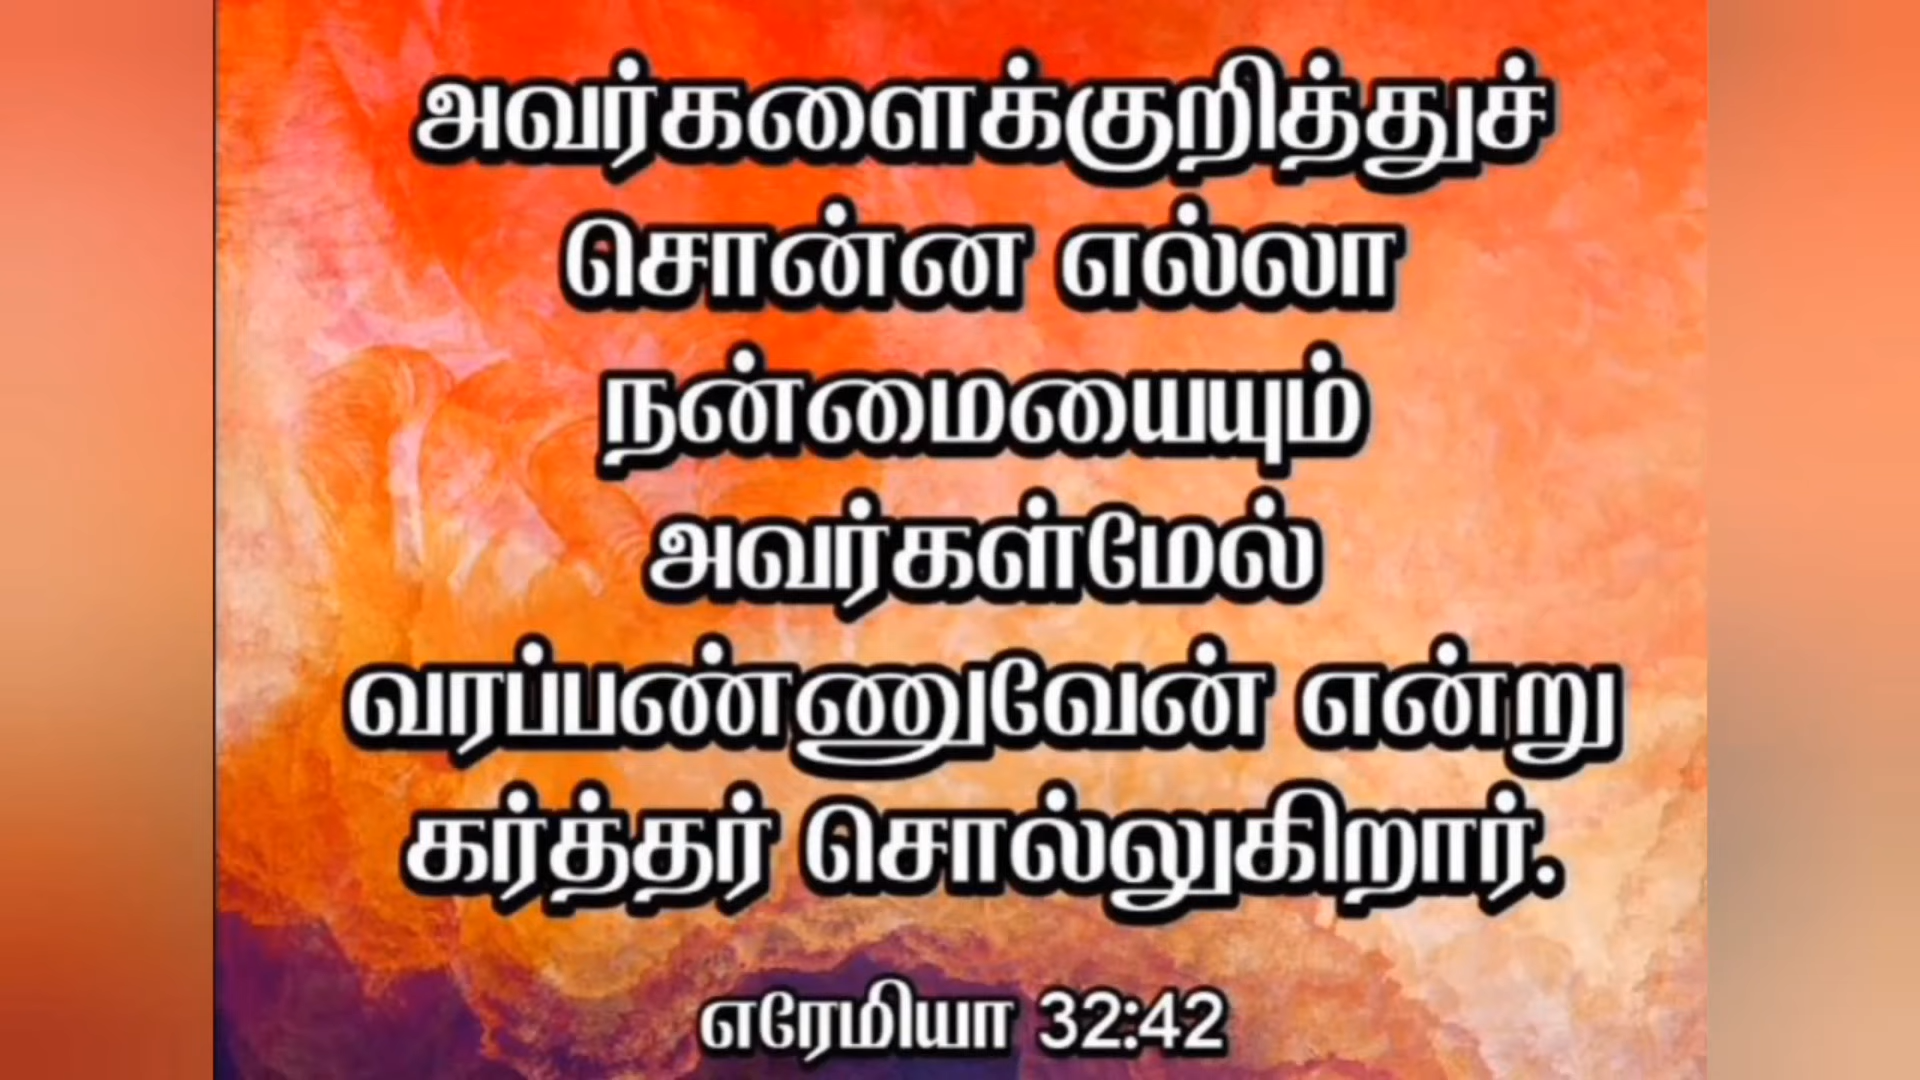 அவர்களைக்குறித்துச்
சொன்ன எல்லா
நன்மையையும்
அவர்கள்மேல்
வரப்பண்ணுவேன் என்று
கர்த்தர் சொல்லுகிறார்.
எரேமியா 32:42